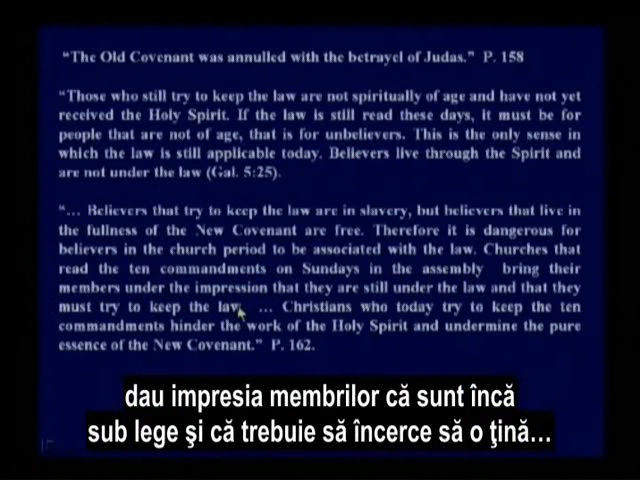 “The Old Covenant was annulled with the betrayel of Judas.” P. 158
“Those who still try to keep the law are not spiritually of age and have not yet
received the Holy Spirit. If the law is still read these days, it must be for
people that are not of age, that is for unbelievers. This is the only sense in
which the law is still applicable today. Believers live through the Spirit and
are not under the law (Gal. 5:25).
“… Believers that try to keep the law are in slavery, but believers that live in
the fullness of the New Covenant are free. Therefore it is dangerous for
believers in the church period to be associated with the law. Churches that
read the ten commandments on Sundays in the assembly bring their
members under the impression that they are still under the law and that they
must try to keep the law. … Christians who today try to keep the ten
commandments hinder the work of the Holy Spirit and undermine the pure
essence of the New Covenant.” P. 162.
dau impresia membrilor că sunt încă
sub lege şi că trebuie să încerce să o ţină…